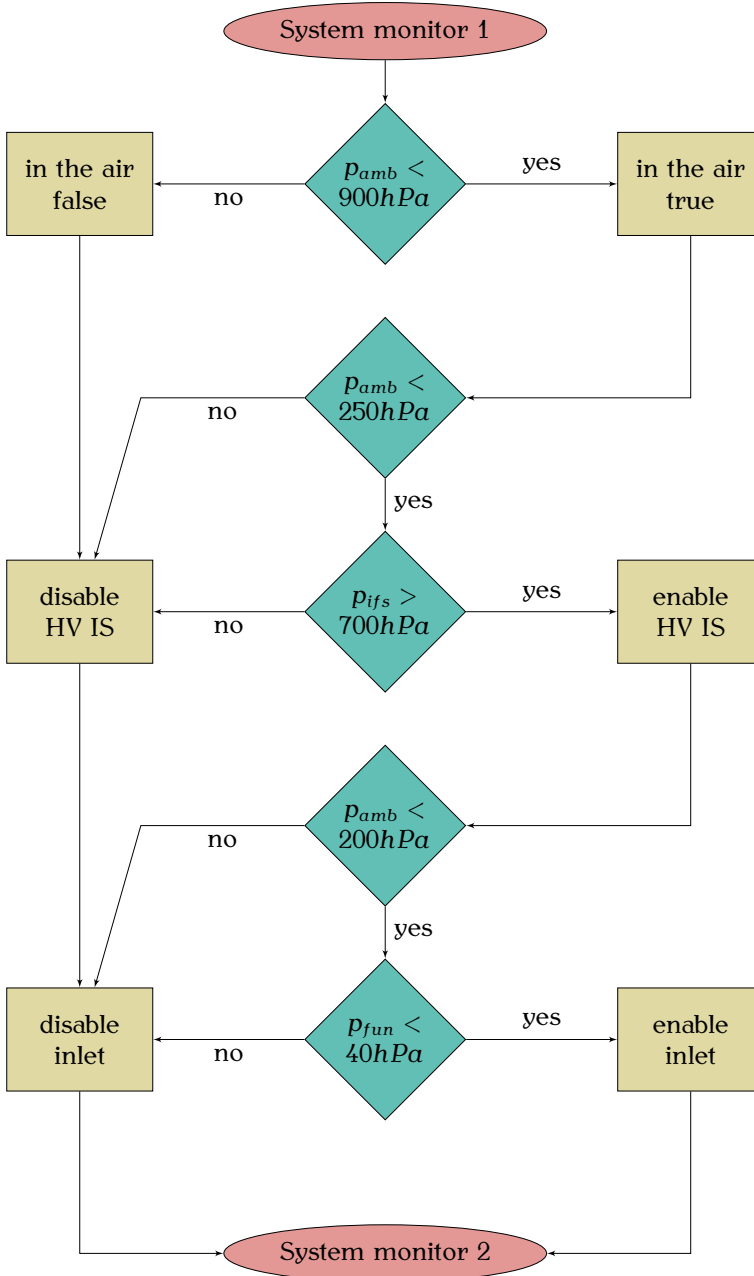 System monitor 1
in the air
false
no
p_amb <
900hPa
yes
in the air
true
no
p_amb <
250hPa
yes
disable
HV IS
no
p_ifs >
700hPa
yes
enable
HV IS
no
p_amb <
200hPa
yes
disable
inlet
no
p_fun <
40hPa
yes
enable
inlet
System monitor 2